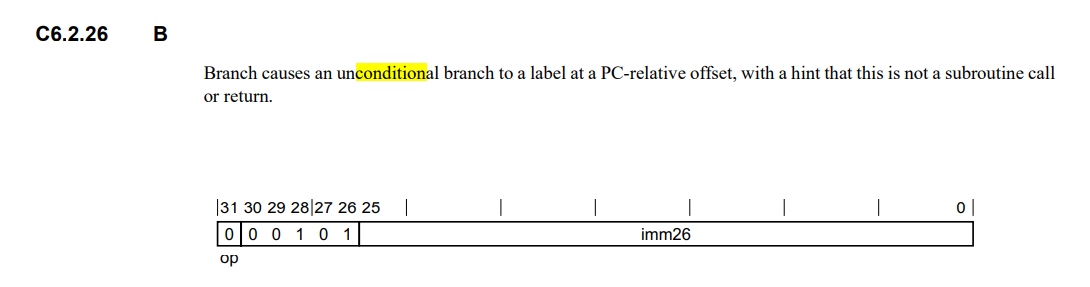 C6.2.26 B
Branch causes an unconditional branch to a label at a PC-relative offset, with a hint that this is not a subroutine call
or return.
31 30 29 28 27 26 25 0
0 0 0 1 0 1 imm26
op